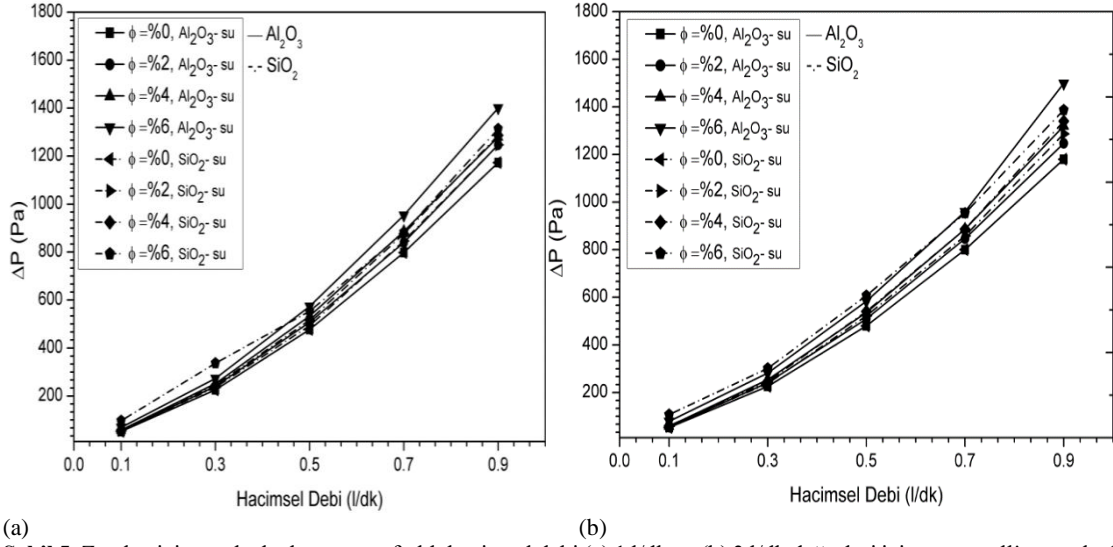 1800
1600
1400
1200
1000
800
600
400
200
ΔP (Pa)
0.0 0.1 0.3 0.5 0.7 0.9
Hacimsel Debi (l/dk)
ϕ=%0, Al₂O₃- su
ϕ=%2, Al₂O₃- su
ϕ=%4, Al₂O₃- su
ϕ=%6, Al₂O₃- su
ϕ=%0, SiO₂- su
ϕ=%2, SiO₂- su
ϕ=%4, SiO₂- su
ϕ=%6, SiO₂- su
Al₂O₃
SiO₂
(a)
1800
1600
1400
1200
1000
800
600
400
200
ΔP (Pa)
0.0 0.1 0.3 0.5 0.7 0.9
Hacimsel Debi (l/dk)
ϕ=%0, Al₂O₃- su
ϕ=%2, Al₂O₃- su
ϕ=%4, Al₂O₃- su
ϕ=%6, Al₂O₃- su
ϕ=%0, SiO₂- su
ϕ=%2, SiO₂- su
ϕ=%4, SiO₂- su
ϕ=%6, SiO₂- su
Al₂O₃
SiO₂
(b)